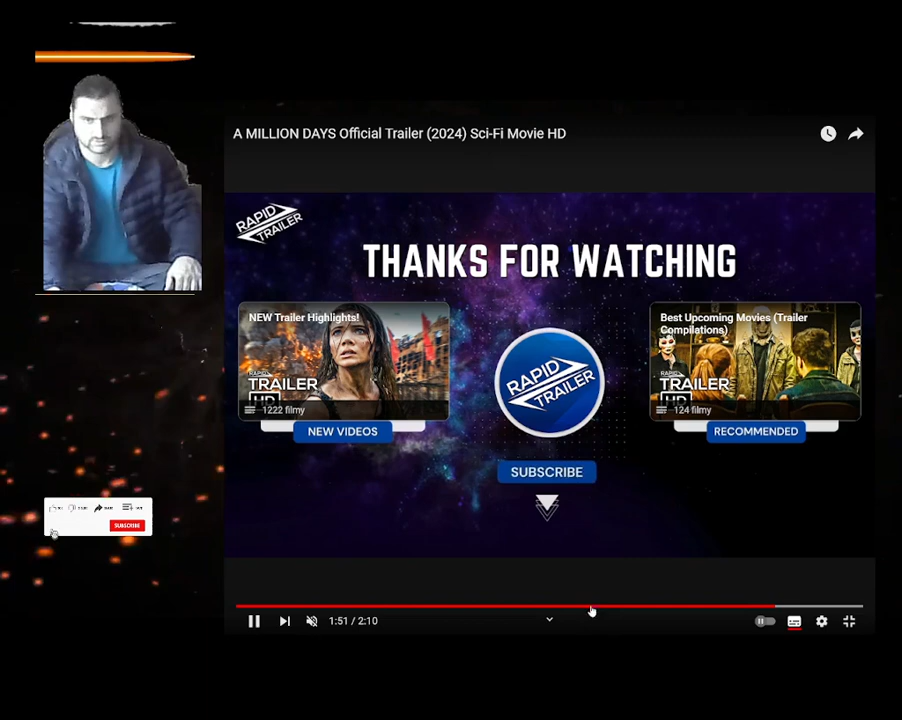 A MILLION DAYS Official Trailer (2024) Sci-Fi Movie HD
RAPID
TRAILER
THANKS FOR WATCHING
NEW Trailer Highlights!
RAPID
TRAILER
HD
1222 filmy
NEW VIDEOS
RAPID
TRAILER
SUBSCRIBE
Best Upcoming Movies (Trailer
Compilations)
RAPID
TRAILER
HD
124 filmy
RECOMMENDED
SUBSCRIBE
1:51 / 2:10